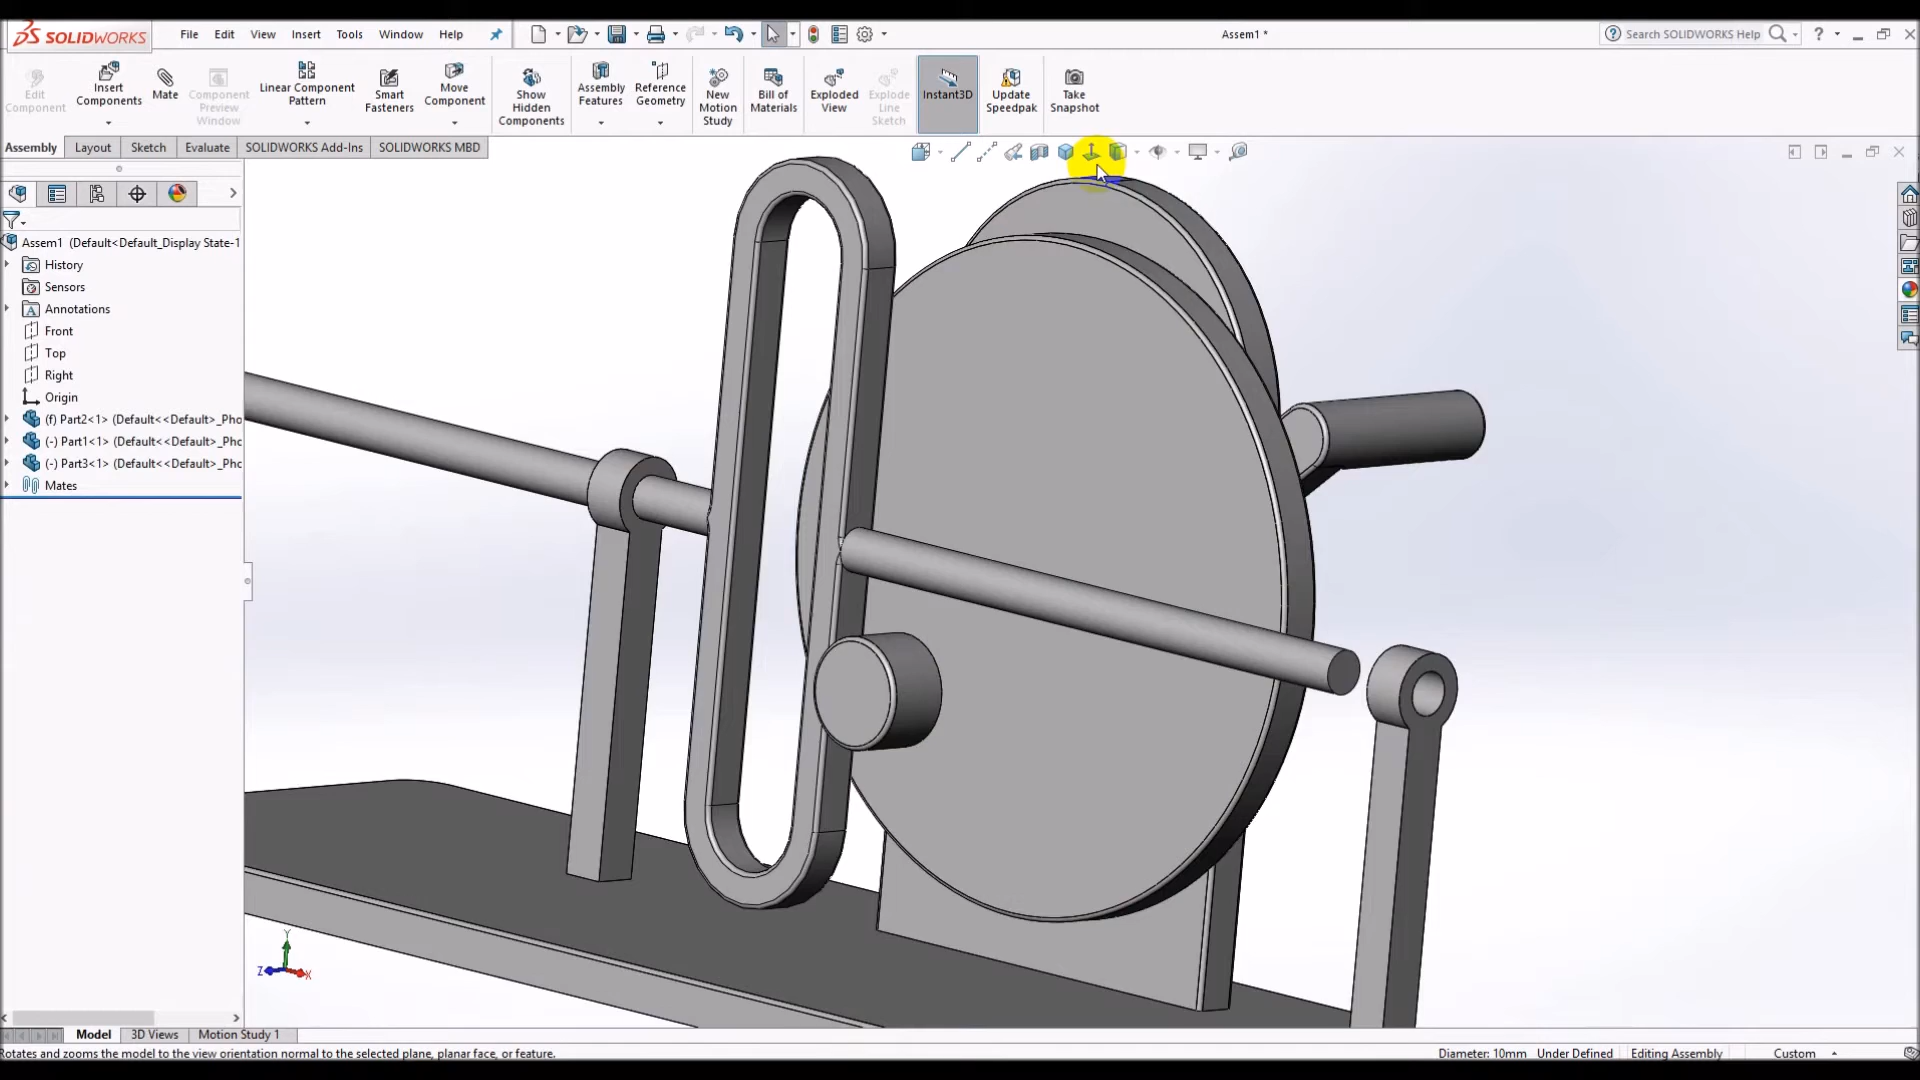 SOLIDWORKS File Edit View Insert Tools Window Help Assem1 * Search SOLIDWORKS Help ?
Edit Component
Insert Components
Mate
Component Preview Window
Linear Component Pattern
Smart Fasteners
Move Component
Show Hidden Components
Assembly Features
Reference Geometry
New Motion Study
Bill of Materials
Exploded View
Explode Line Sketch
Instant3D
Update Speedpak
Take Snapshot
Assembly Layout Sketch Evaluate SOLIDWORKS Add-Ins SOLIDWORKS MBD
Assem1 (Default<Default_Display State-1
History
Sensors
Annotations
Front
Top
Right
Origin
(f) Part2<1> (Default<<Default>_Pho
(-) Part1<1> (Default<<Default>_Pho
(-) Part3<1> (Default<<Default>_Pho
Mates
Y
Z X
Model 3D Views Motion Study 1
Rotates and zooms the model to the view orientation normal to the selected plane, planar face, or feature. Diameter: 10mm Under Defined Editing Assembly Custom